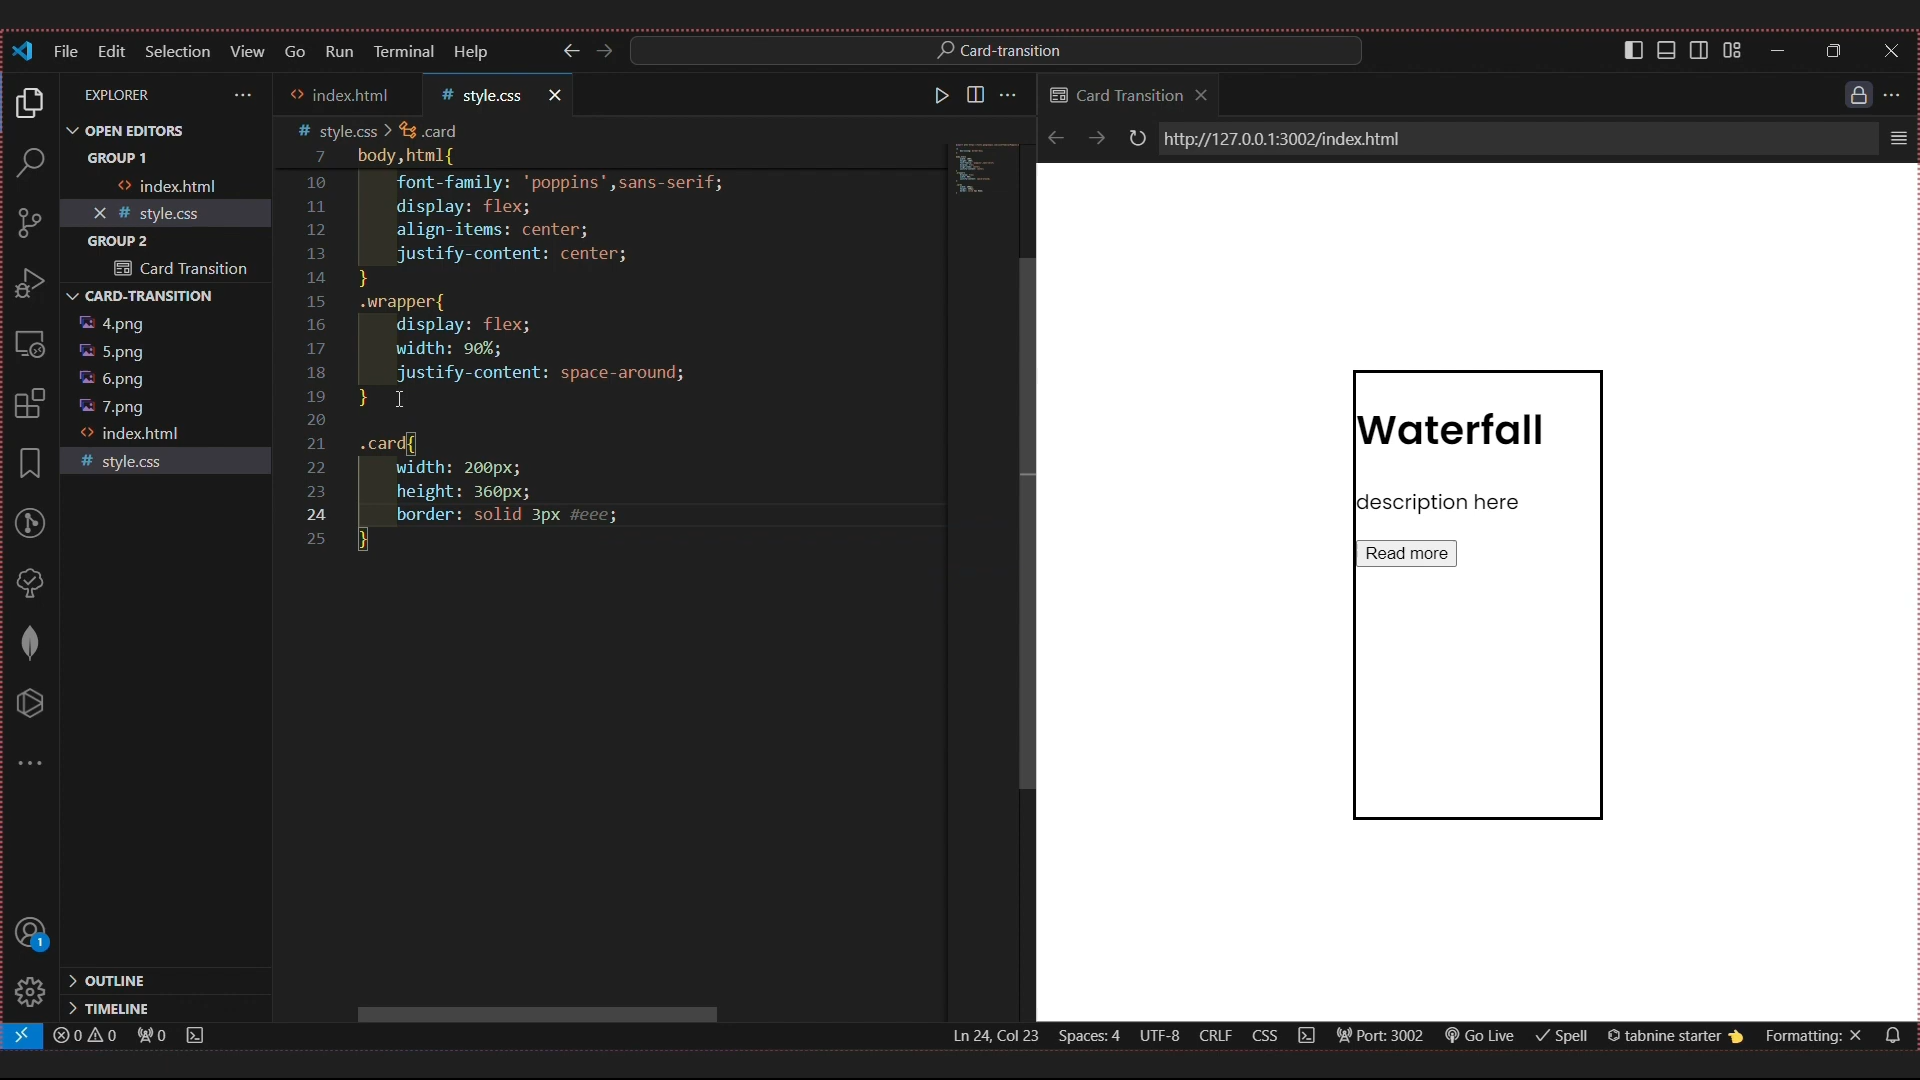 File Edit Selection View Go Run Terminal Help
Card-transition
EXPLORER
OPEN EDITORS
GROUP 1
<> index.html
# style.css
GROUP 2
Card Transition
CARD-TRANSITION
4.png
5.png
6.png
7.png
<> index.html
# style.css
OUTLINE
TIMELINE
1
<> index.html
# style.css
# style.css > .card
7 body,html{
10 font-family: 'poppins',sans-serif;
11 display: flex;
12 align-items: center;
13 justify-content: center;
14 }
15 .wrapper{
16 display: flex;
17 width: 90%;
18 justify-content: space-around;
19 }
20
21 .card{
22 width: 200px;
23 height: 360px;
24 border: solid 3px #eee;
25 }
Card Transition
http://127.0.0.1:3002/index.html
Waterfall
description here
Read more
0 0 0
Ln 24, Col 23 Spaces: 4 UTF-8 CRLF CSS Port: 3002 Go Live Spell tabnine starter Formatting: